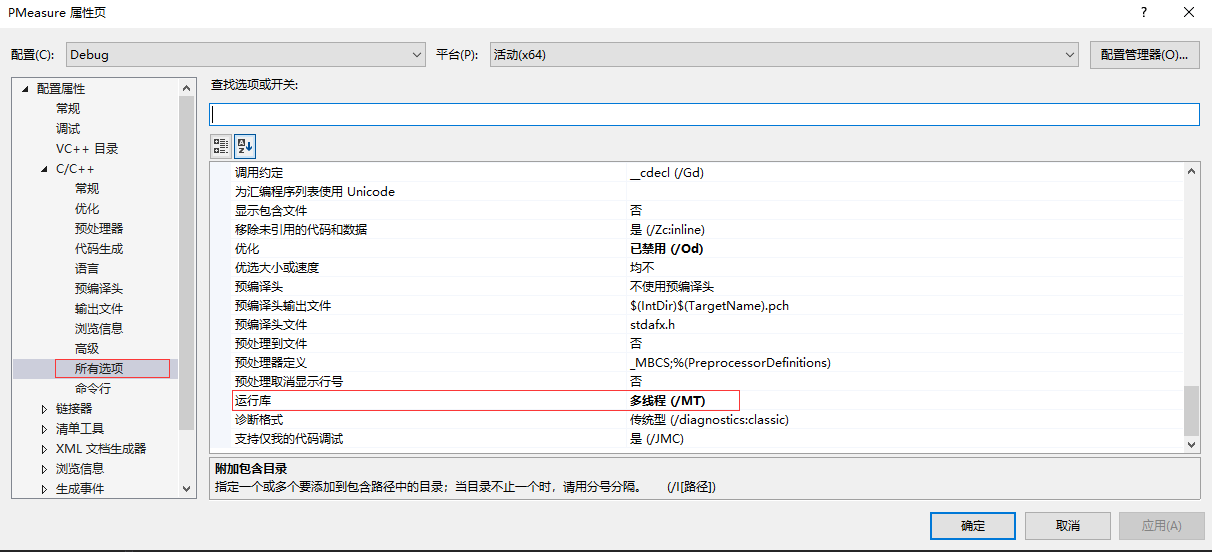 PMeasure 属性页
?
配置(C):
Debug
平台(P):
活动(x64)
配置管理器(O)...
配置属性
常规
调试
VC++ 目录
C/C++
常规
优化
预处理器
代码生成
语言
预编译头
输出文件
浏览信息
高级
所有选项
命令行
链接器
清单工具
XML 文档生成器
浏览信息
生成事件
查找选项或开关:
调用约定 __cdecl (/Gd)
为汇编程序列表使用 Unicode
显示包含文件 否
移除未引用的代码和数据 是 (/Zc:inline)
优化 已禁用 (/Od)
优选大小或速度 均不
预编译头 不使用预编译头
预编译头输出文件 $(IntDir)$(TargetName).pch
预编译头文件 stdafx.h
预处理到文件 否
预处理器定义 _MBCS;%(PreprocessorDefinitions)
预处理取消显示行号 否
运行库 多线程 (/MT)
诊断格式 传统型 (/diagnostics:classic)
支持仅我的代码调试 是 (/JMC)
附加包含目录
指定一个或多个要添加到包含路径中的目录；当目录不止一个时，请用分号分隔。 (/I[路径])
确定
取消
应用(A)